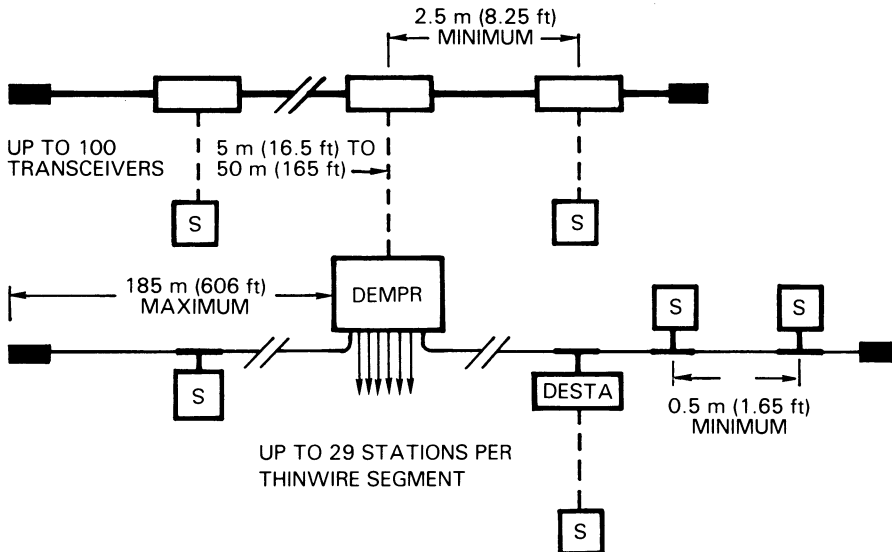 2.5 m (8.25 ft)
MINIMUM
UP TO 100
TRANSCEIVERS
5 m (16.5 ft) TO
50 m (165 ft)
S
S
185 m (606 ft)
MAXIMUM
DEMPR
S
S
S
DESTA
0.5 m (1.65 ft)
MINIMUM
UP TO 29 STATIONS PER
THINWIRE SEGMENT
S